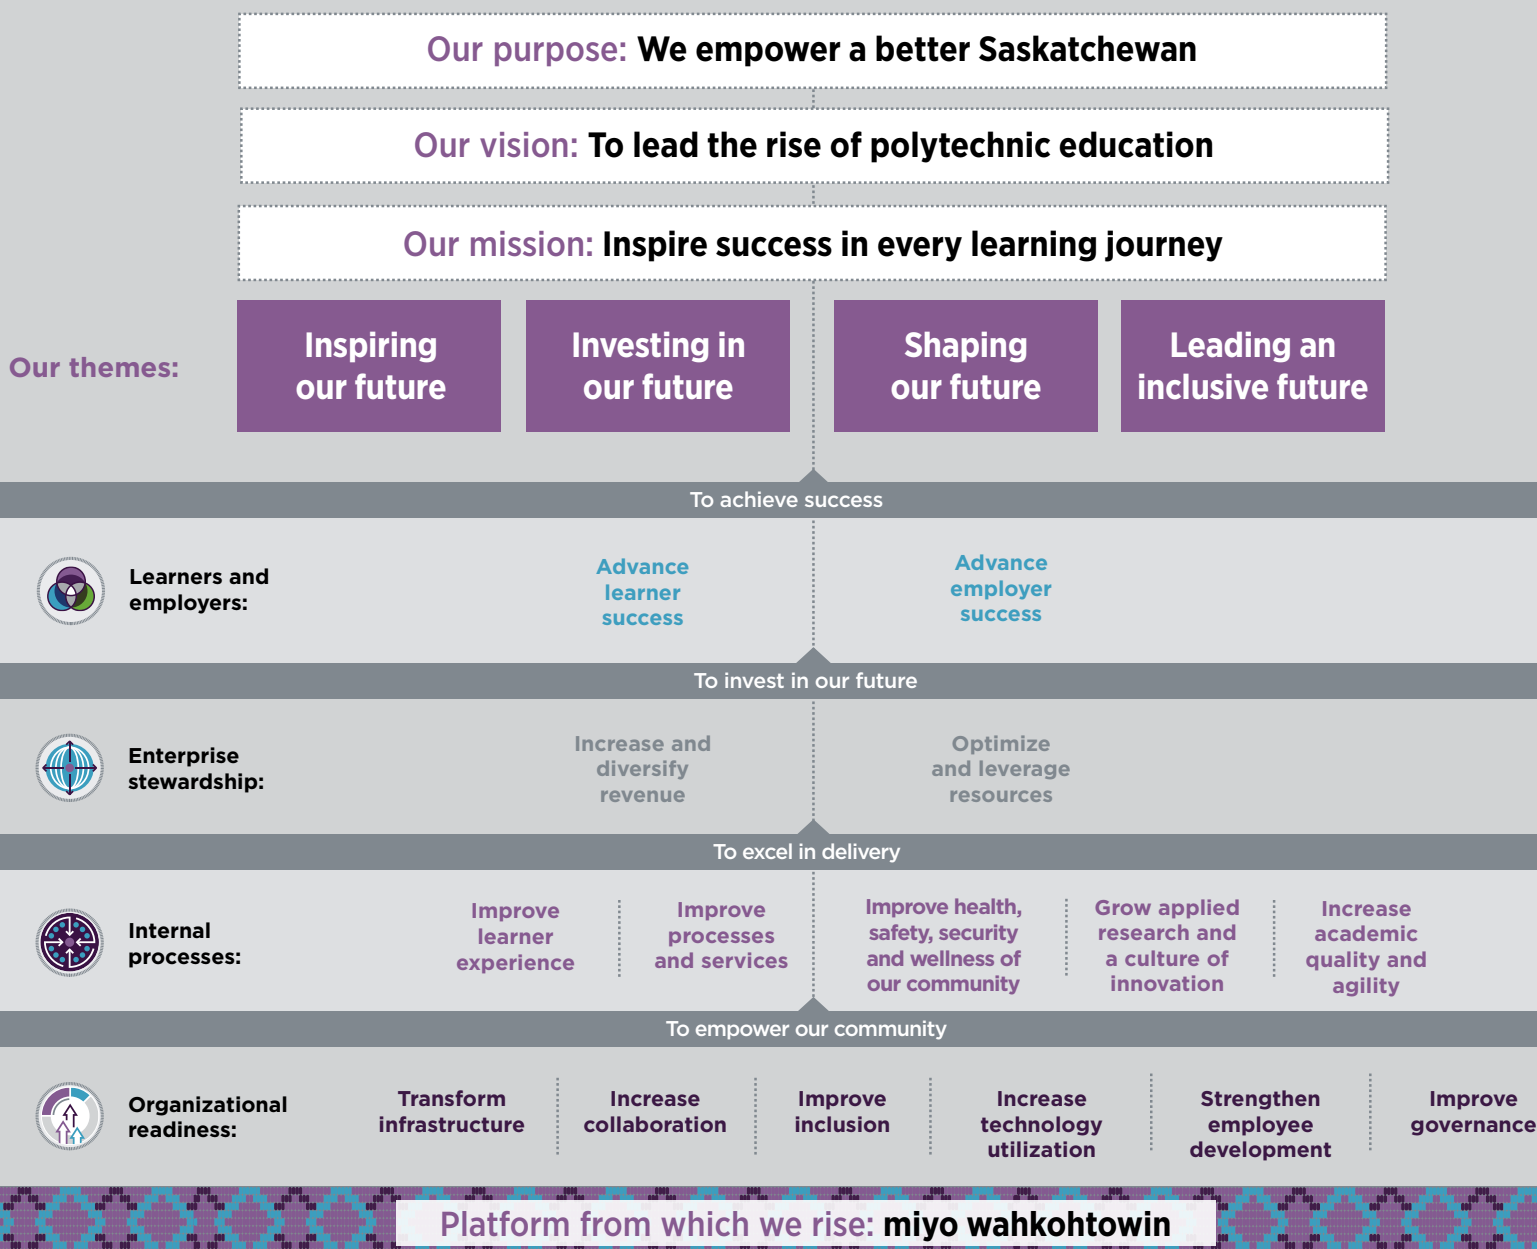 Our purpose: We empower a better Saskatchewan
Our vision: To lead the rise of polytechnic education
Our mission: Inspire success in every learning journey
Our themes:
Inspiring
our future
Investing in
our future
Shaping
our future
Leading an
inclusive future
To achieve success
Learners and
employers:
Advance
learner
success
Advance
employer
success
To invest in our future
Enterprise
stewardship:
Increase and
diversify
revenue
Optimize
and leverage
resources
To excel in delivery
Internal
processes:
Improve
learner
experience
Improve
processes
and services
Improve health,
safety, security
and wellness of
our community
Grow applied
research and
a culture of
innovation
Increase
academic
quality and
agility
To empower our community
Organizational
readiness:
Transform
infrastructure
Increase
collaboration
Improve
inclusion
Increase
technology
utilization
Strengthen
employee
development
Improve
governance
Platform from which we rise: miyo wahkohtowin